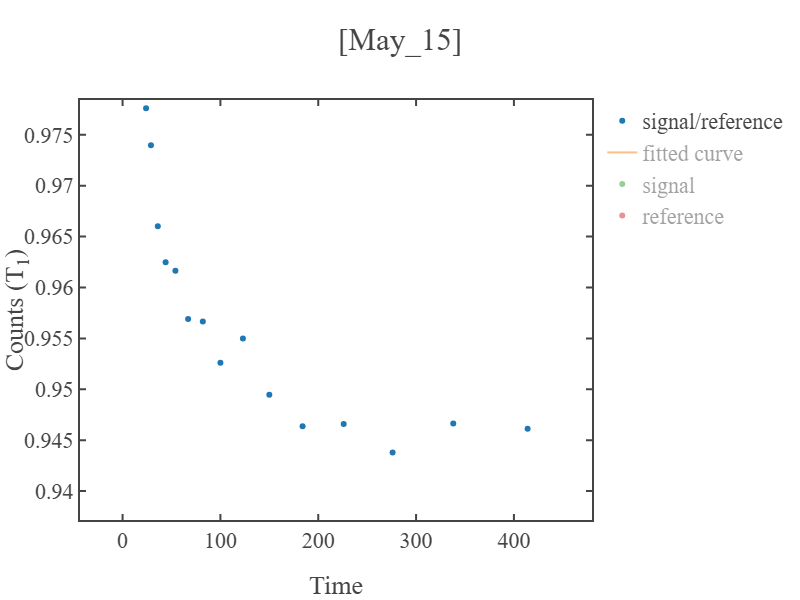 [May_15]
Counts (T1)
0.975
0.97
0.965
0.96
0.955
0.95
0.945
0.94
0
100
200
300
400
Time
signal/reference
fitted curve
signal
reference